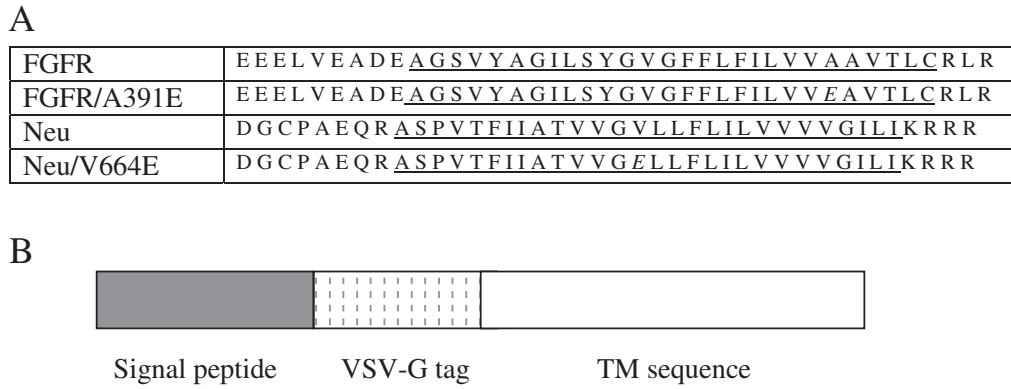 A
FGFR E E E L V E A D E A G S V Y A G I L S Y G V G F F L F I L V V A A V T L C R L R
FGFR/A391E E E E L V E A D E A G S V Y A G I L S Y G V G F F L F I L V V E A V T L C R L R
Neu D G C P A E Q R A S P V T F I I A T V V G V L L F L I L V V V V G I L I K R R R
Neu/V664E D G C P A E Q R A S P V T F I I A T V V G E L L F L I L V V V V G I L I K R R R
B
Signal peptide VSV-G tag TM sequence